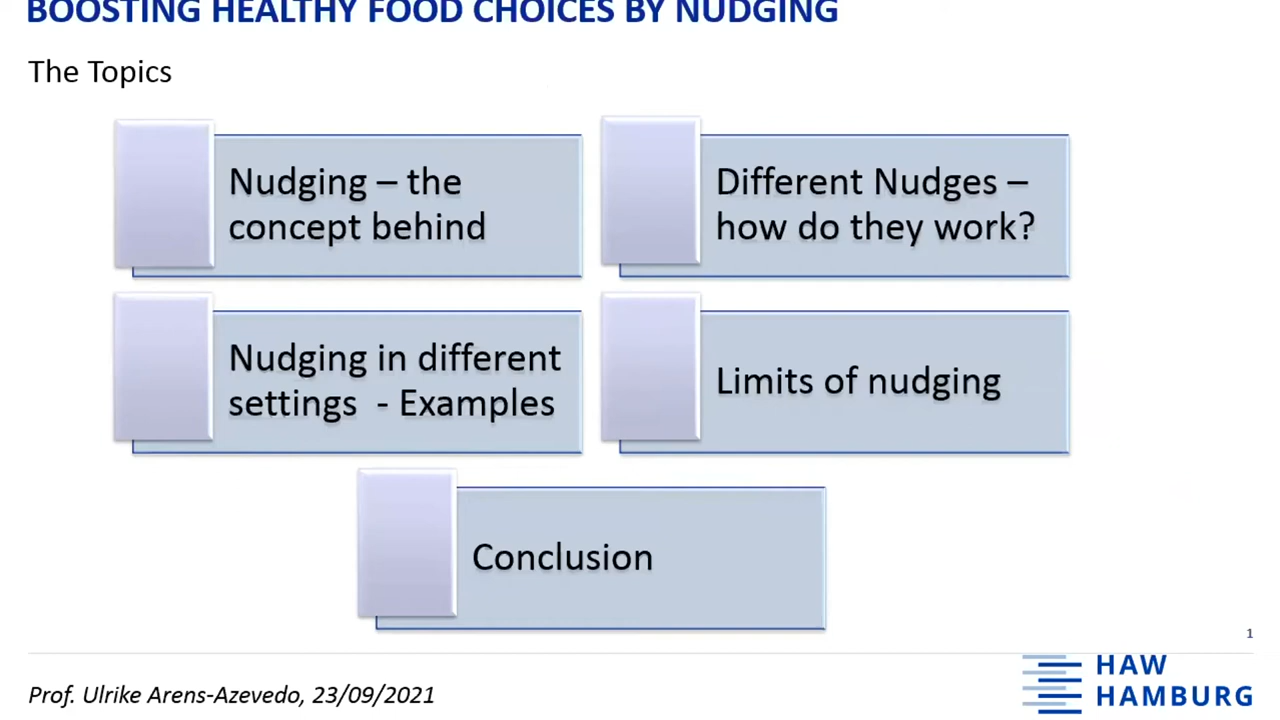 BOOSTING HEALTHY FOOD CHOICES BY NUDGING
The Topics
Nudging – the
concept behind
Different Nudges –
how do they work?
Nudging in different
settings - Examples
Limits of nudging
Conclusion
1
Prof. Ulrike Arens-Azevedo, 23/09/2021
HAW
HAMBURG